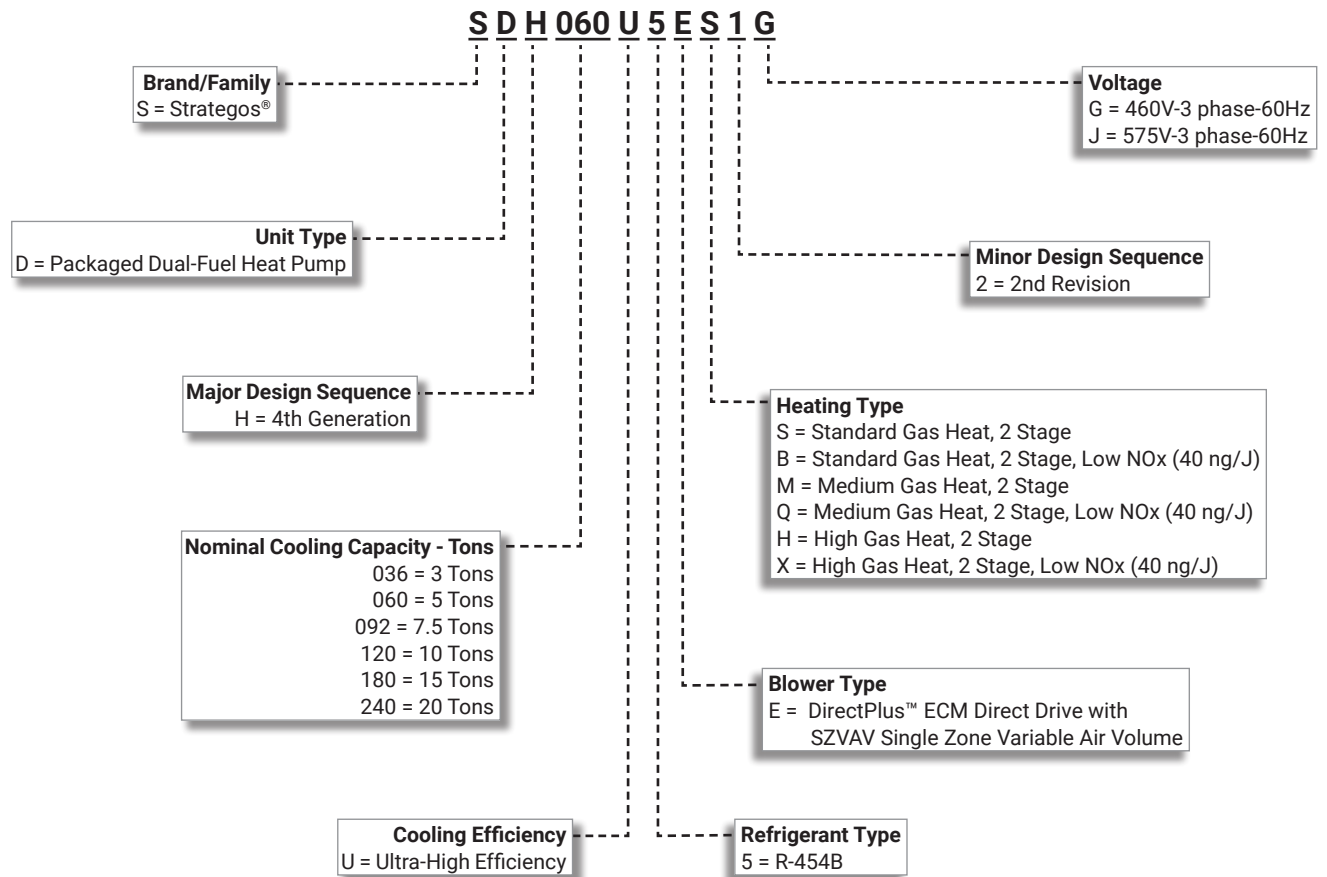 S D H 060 U 5 E S 1 G
Brand/Family
S = Strategos®
Voltage
G = 460V-3 phase-60Hz
J = 575V-3 phase-60Hz
Unit Type
D = Packaged Dual-Fuel Heat Pump
Minor Design Sequence
2 = 2nd Revision
Major Design Sequence
H = 4th Generation
Heating Type
S = Standard Gas Heat, 2 Stage
B = Standard Gas Heat, 2 Stage, Low NOx (40 ng/J)
M = Medium Gas Heat, 2 Stage
Q = Medium Gas Heat, 2 Stage, Low NOx (40 ng/J)
H = High Gas Heat, 2 Stage
X = High Gas Heat, 2 Stage, Low NOx (40 ng/J)
Nominal Cooling Capacity - Tons
036 = 3 Tons
060 = 5 Tons
092 = 7.5 Tons
120 = 10 Tons
180 = 15 Tons
240 = 20 Tons
Blower Type
E = DirectPlus™ ECM Direct Drive with
SZVAV Single Zone Variable Air Volume
Cooling Efficiency
U = Ultra-High Efficiency
Refrigerant Type
5 = R-454B